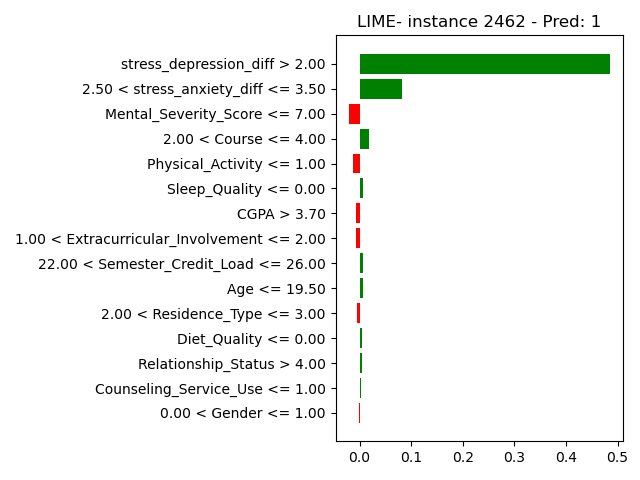 LIME- instance 2462 - Pred: 1
stress_depression_diff > 2.00
2.50 < stress_anxiety_diff <= 3.50
Mental_Severity_Score <= 7.00
2.00 < Course <= 4.00
Physical_Activity <= 1.00
Sleep_Quality <= 0.00
CGPA > 3.70
1.00 < Extracurricular_Involvement <= 2.00
22.00 < Semester_Credit_Load <= 26.00
Age <= 19.50
2.00 < Residence_Type <= 3.00
Diet_Quality <= 0.00
Relationship_Status > 4.00
Counseling_Service_Use <= 1.00
0.00 < Gender <= 1.00
0.0 0.1 0.2 0.3 0.4 0.5